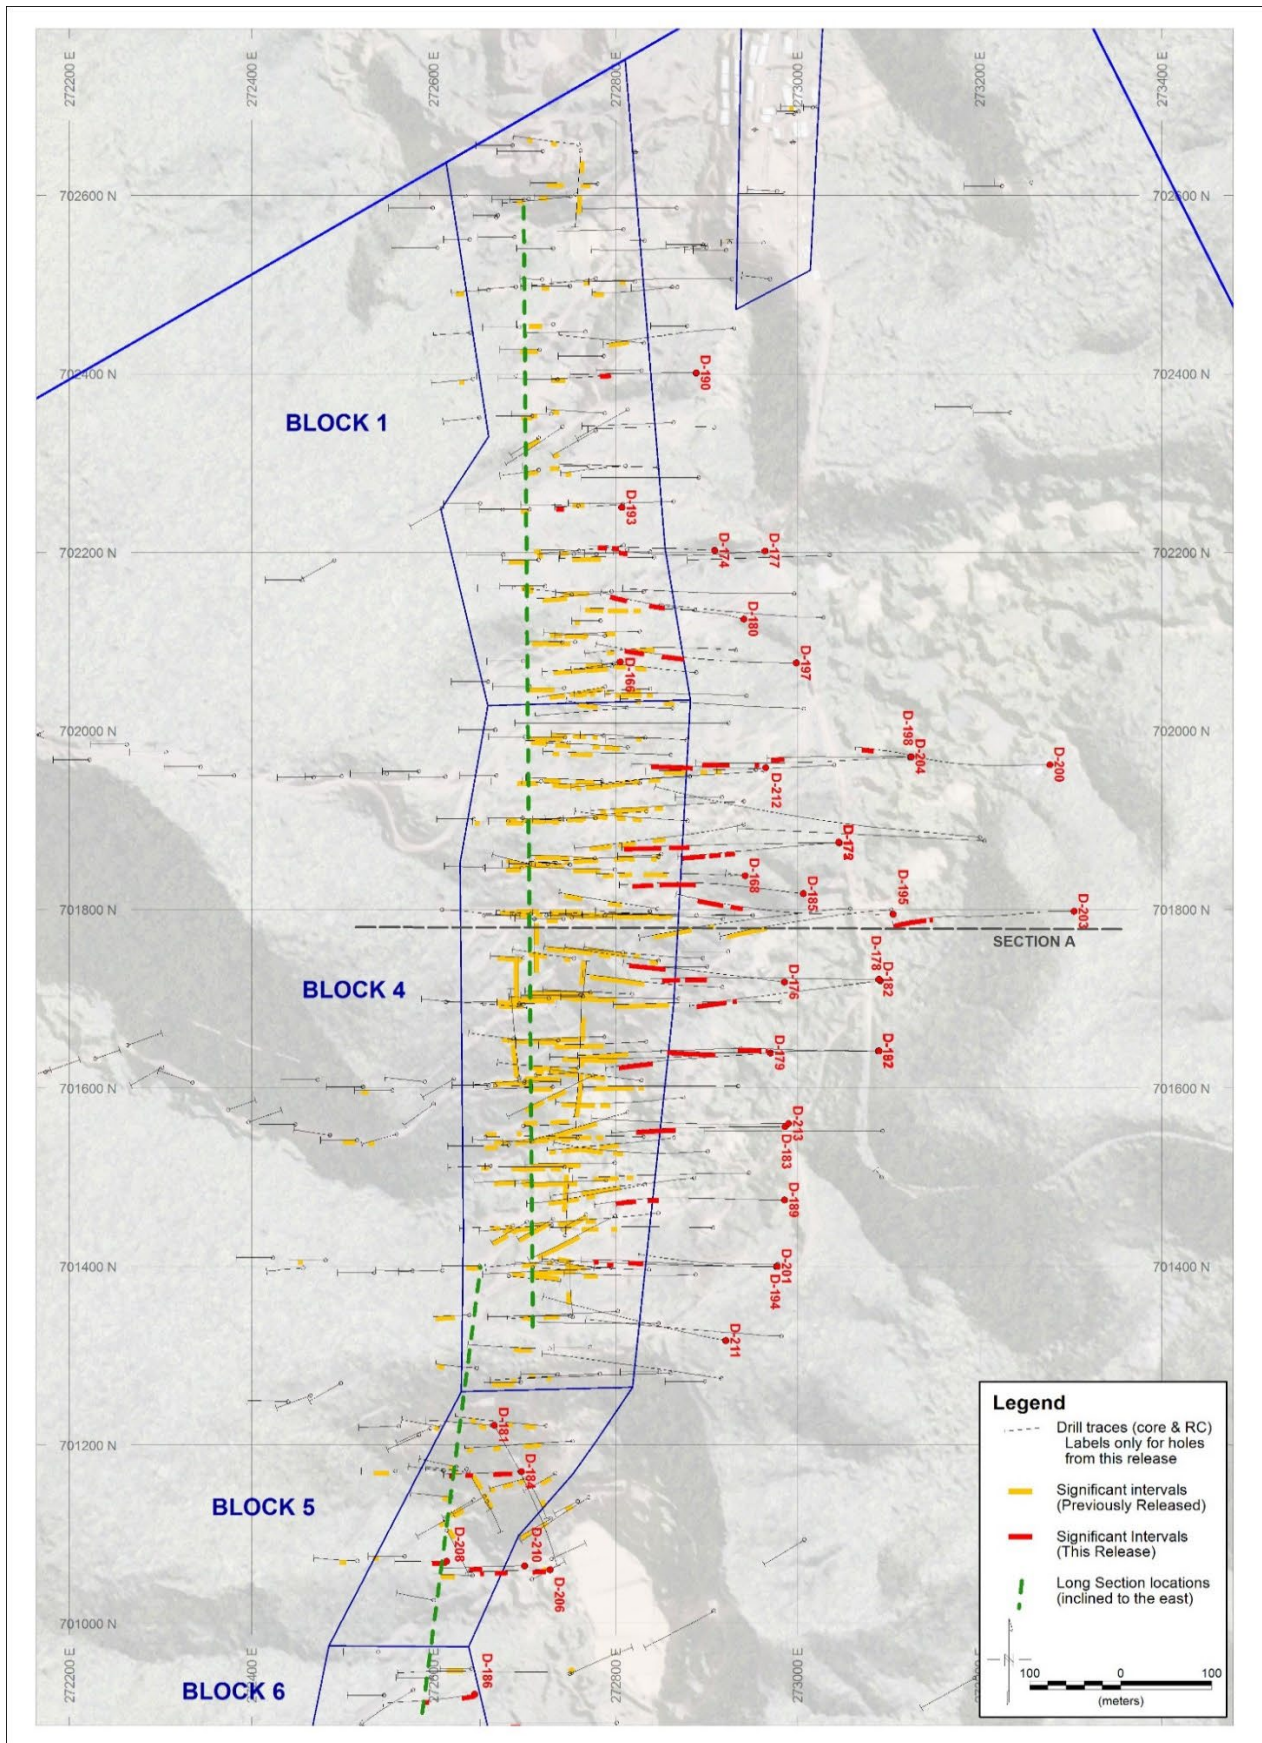 272200 E
272400 E
272600 E
272800 E
273000 E
273200 E
273400 E
702600 N
702600 N
702400 N
702400 N
D-190
BLOCK 1
D-193
702200 N
D-174
D-177
702200 N
D-180
D-166
D-197
702000 N
D-198
D-204
D-200
702000 N
D-212
D-168
D-185
D-195
D-203
701800 N
701800 N
SECTION A
D-178
D-182
D-176
BLOCK 4
D-179
D-192
701600 N
701600 N
D-213
D-183
D-189
701400 N
D-201
D-194
701400 N
D-211
D-181
701200 N
701200 N
D-184
BLOCK 5
D-208
D-210
D-206
701000 N
D-186
BLOCK 6
272200 E
272400 E
272600 E
272800 E
273000 E
Legend
Drill traces (core & RC)
Labels only for holes
from this release
Significant intervals
(Previously Released)
Significant Intervals
(This Release)
Long Section locations
(inclined to the east)
100 0 100
(meters)